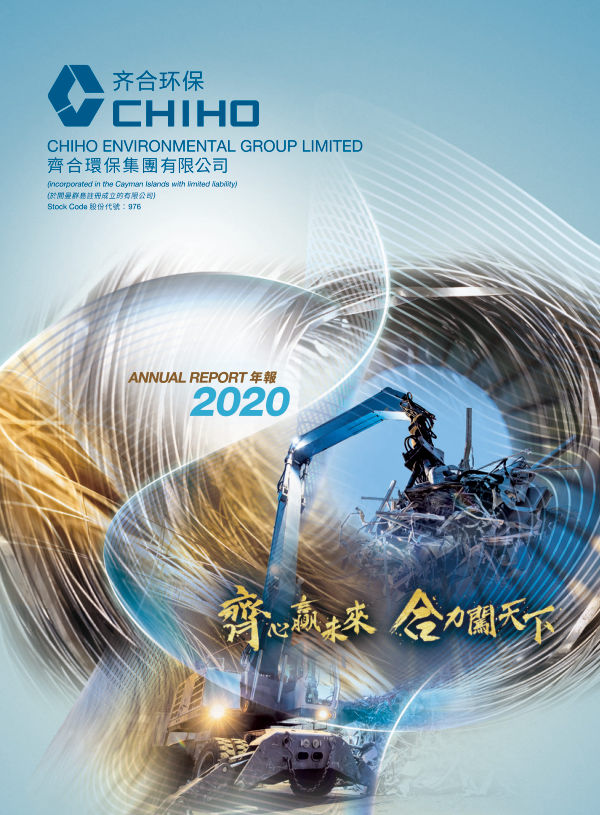 齐合环保
CHIHO
CHIHO ENVIRONMENTAL GROUP LIMITED
齊合環保集團有限公司
(incorporated in the Cayman Islands with limited liability)
(於開曼群島註冊成立的有限公司)
Stock Code 股份代號：976
ANNUAL REPORT 年報
2020
齊心贏未來 合力闖天下